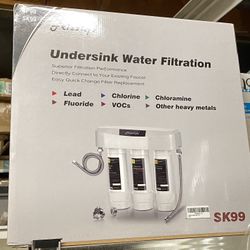 SK99
Undersink Water Filtration
Superior Filtration Performance
Directly Connect to Your Existing Faucet
Easy Quick Change Filter Replacement
Lead Chlorine Chloramine
Fluoride VOCs Other heavy metals
SK99